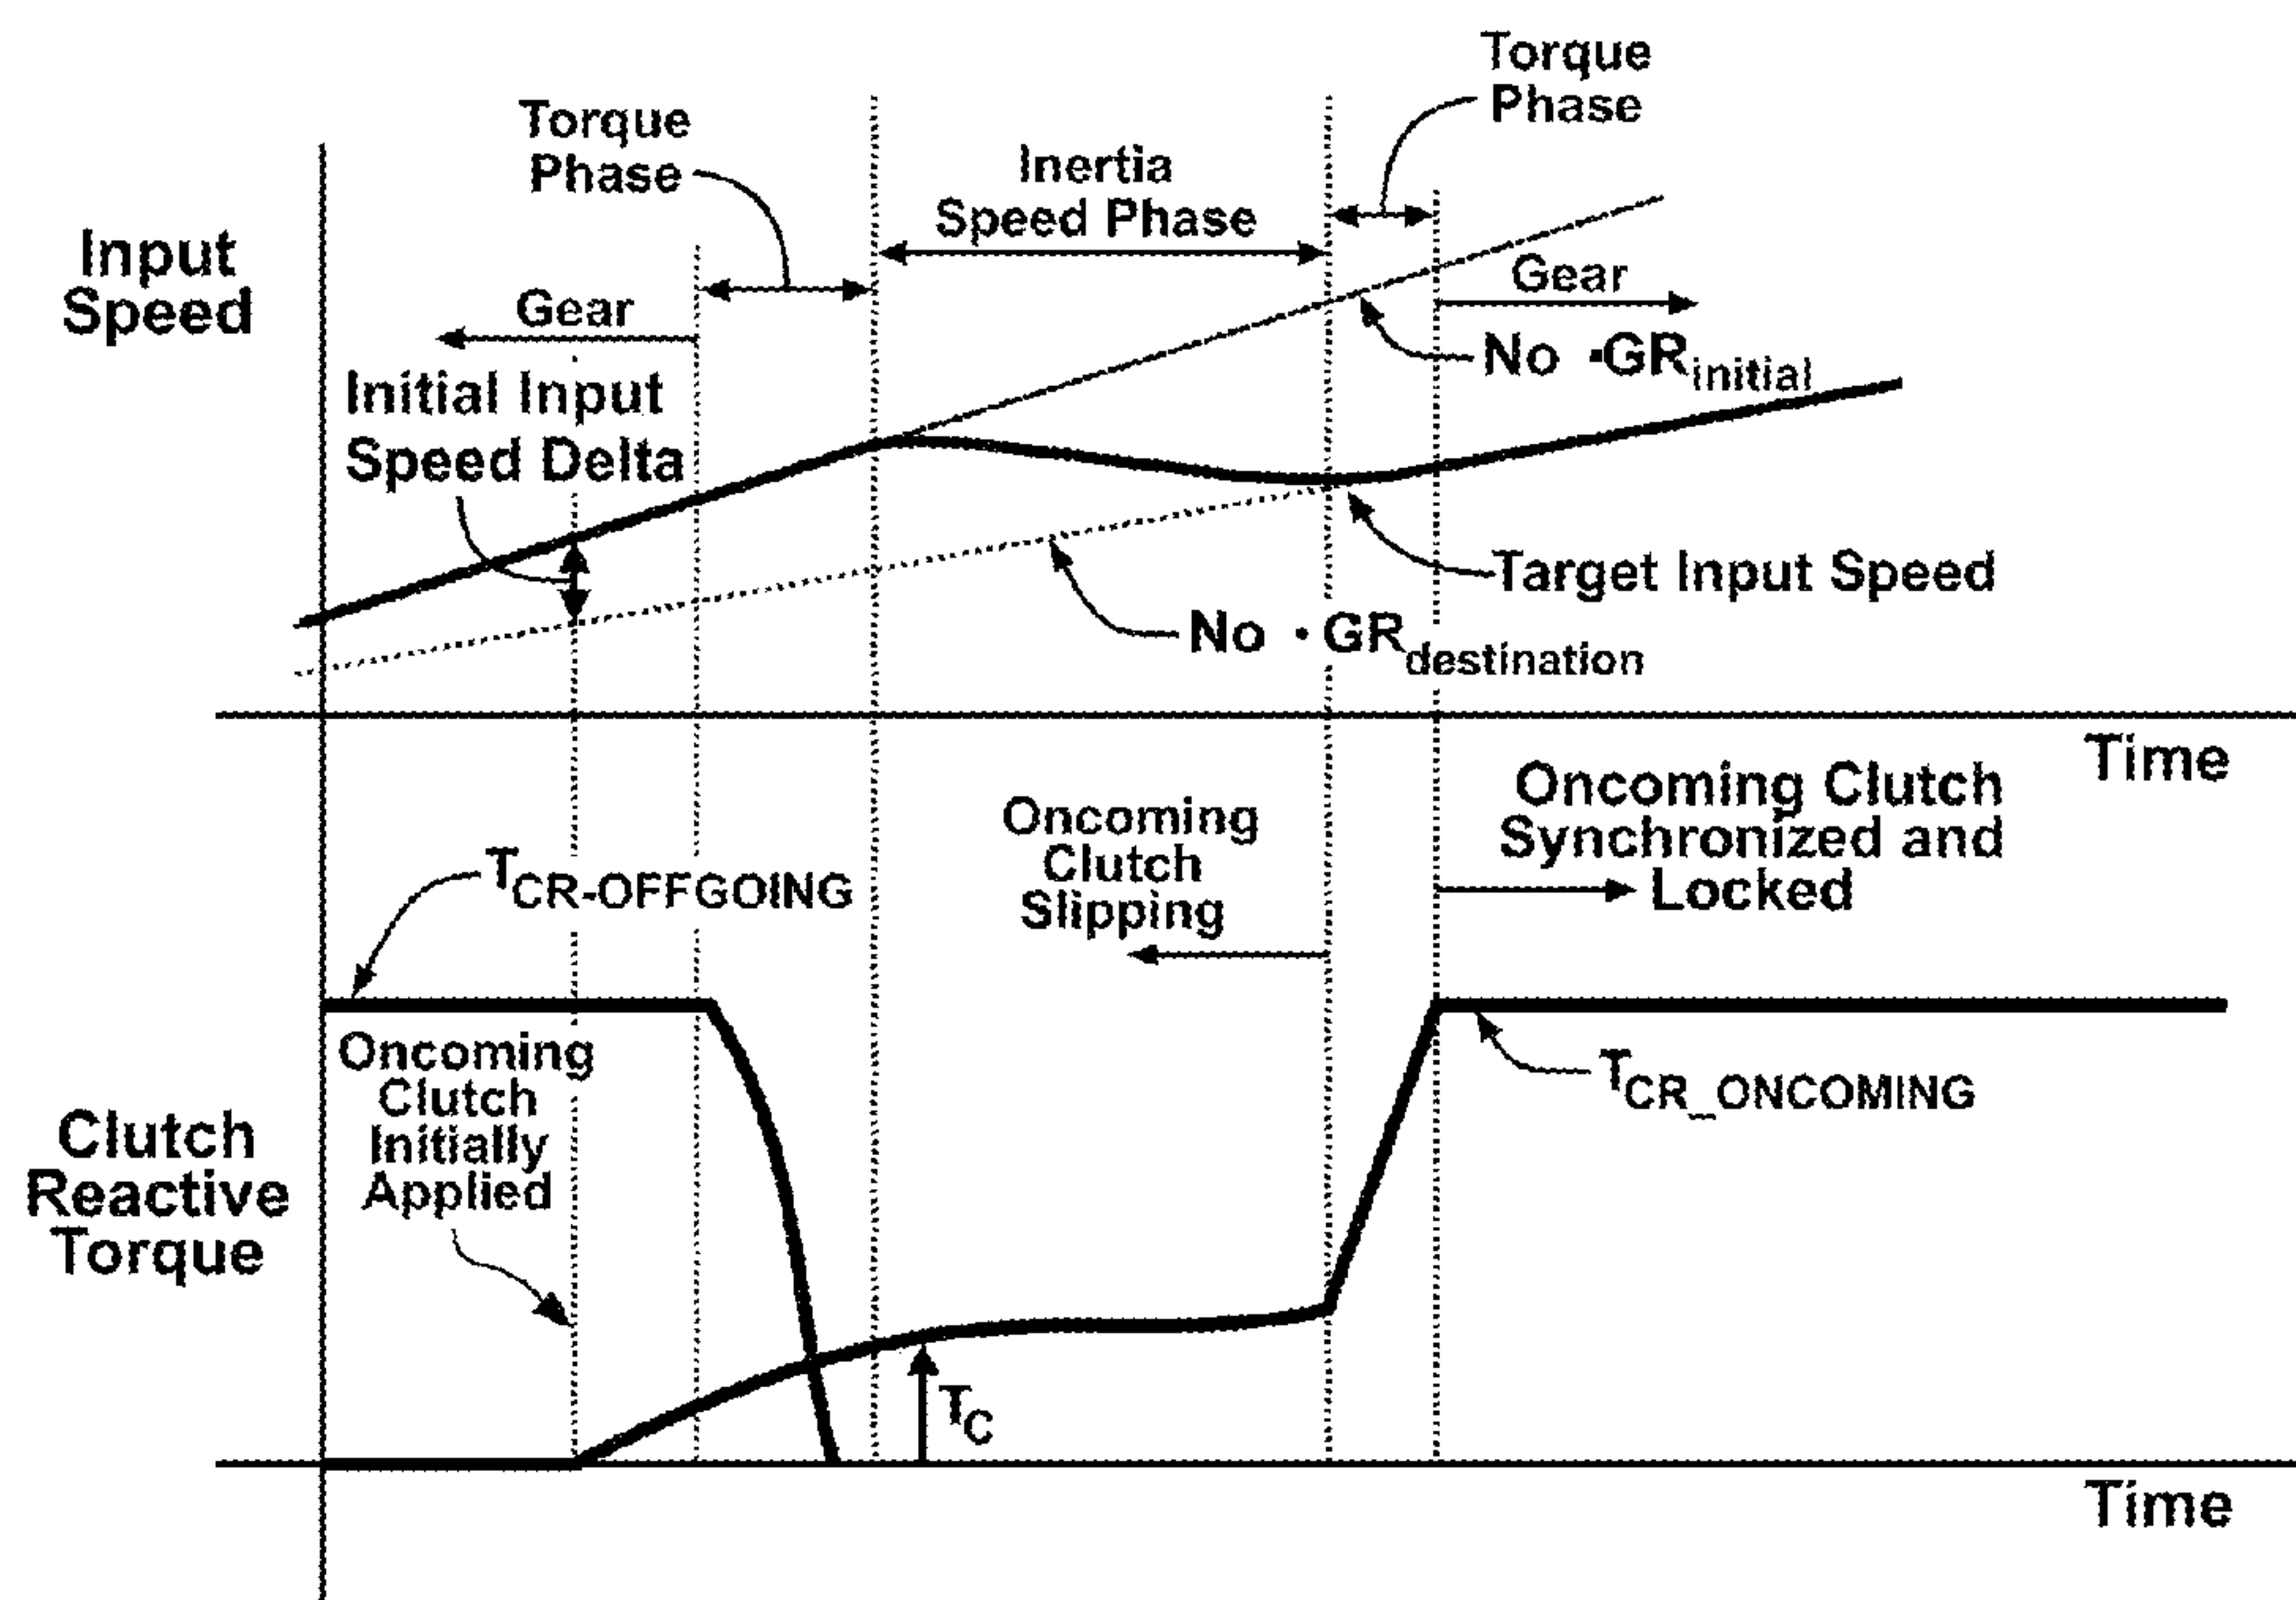 Torque
Phase
Torque
Phase
Inertia
Speed Phase
Input
Speed
Gear
Gear
No ·GRinitial
Initial Input
Speed Delta
Target Input Speed
No · GRdestination
Time
Oncoming Clutch
Synchronized and
Locked
Oncoming
Clutch
Slipping
TCR-OFFGOING
Oncoming
Clutch
Initially
Applied
TCR_ONCOMING
Clutch
Reactive
Torque
TC
Time